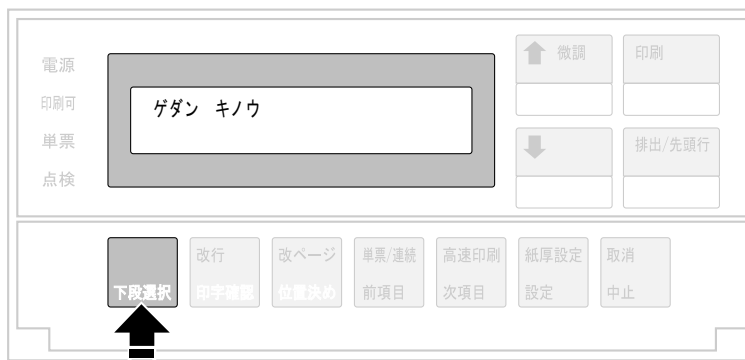 電源
印刷可
単票
点検
ゲダン キノウ
微調
印刷
排出/先頭行
下段選択
改行
印字確認
改ページ
位置決め
単票/連続
前項目
高速印刷
次項目
紙厚設定
設定
取消
中止